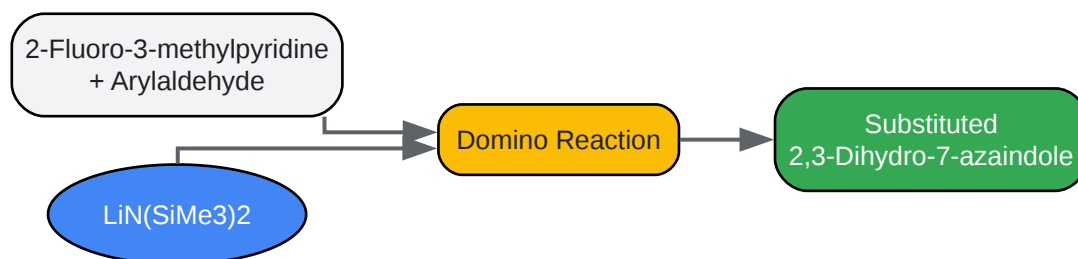 2-Fluoro-3-methylpyridine
+ Arylaldehyde
LiN(SiMe3)2
Domino Reaction
Substituted
2,3-Dihydro-7-azaindole